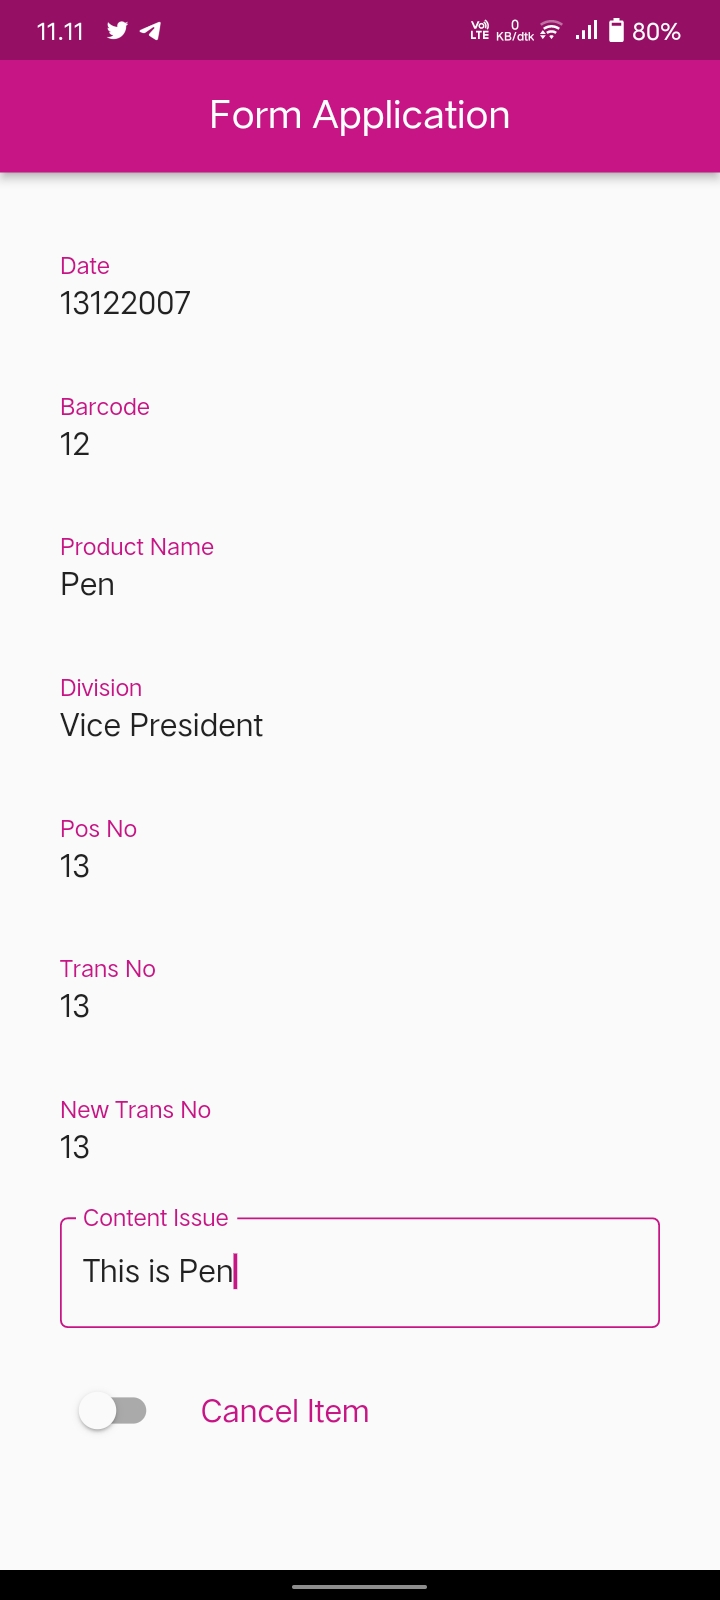 11.11 Vo)) LTE 0 KB/dtk 80%
Form Application
Date
13122007
Barcode
12
Product Name
Pen
Division
Vice President
Pos No
13
Trans No
13
New Trans No
13
Content Issue
This is Pen
Cancel Item